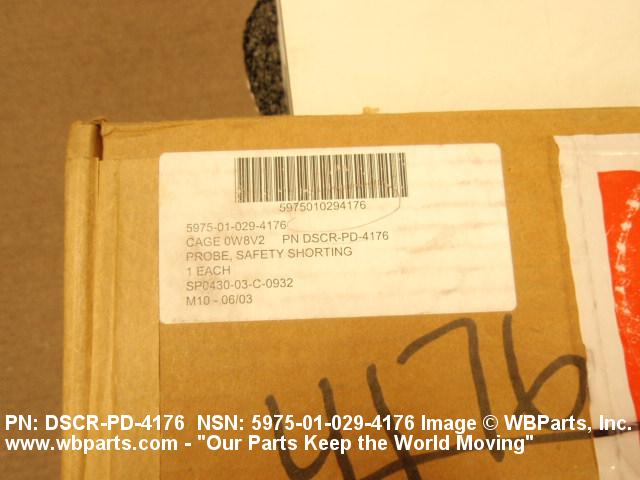 5975010294176
5975-01-029-4176
CAGE 0W8V2 PN DSCR-PD-4176
PROBE, SAFETY SHORTING
1 EACH
SP0430-03-C-0932
M10 - 06/03
4176
PN: DSCR-PD-4176 NSN: 5975-01-029-4176 Image © WBParts, Inc.
www.wbparts.com - "Our Parts Keep the World Moving"